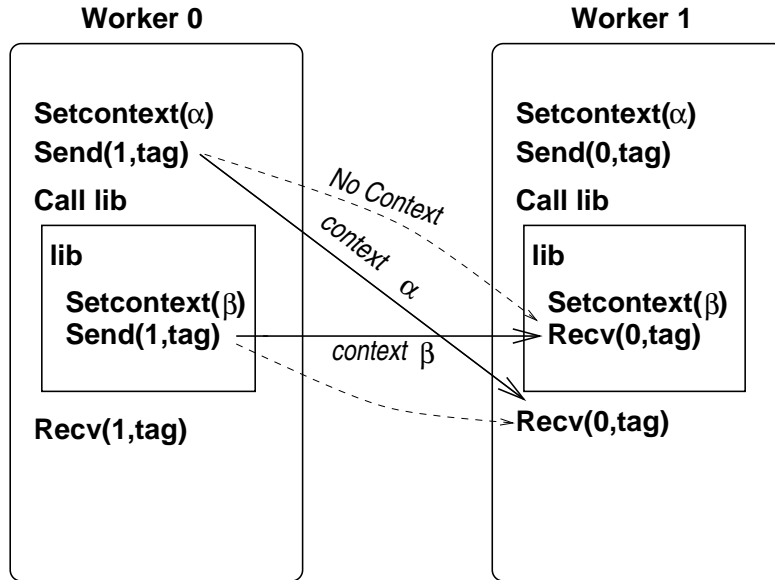 Worker 0
Setcontext(α)
Send(1,tag)
Call lib
lib
Setcontext(β)
Send(1,tag)
Recv(1,tag)
No Context
context α
context β
Worker 1
Setcontext(α)
Send(0,tag)
Call lib
lib
Setcontext(β)
Recv(0,tag)
Recv(0,tag)